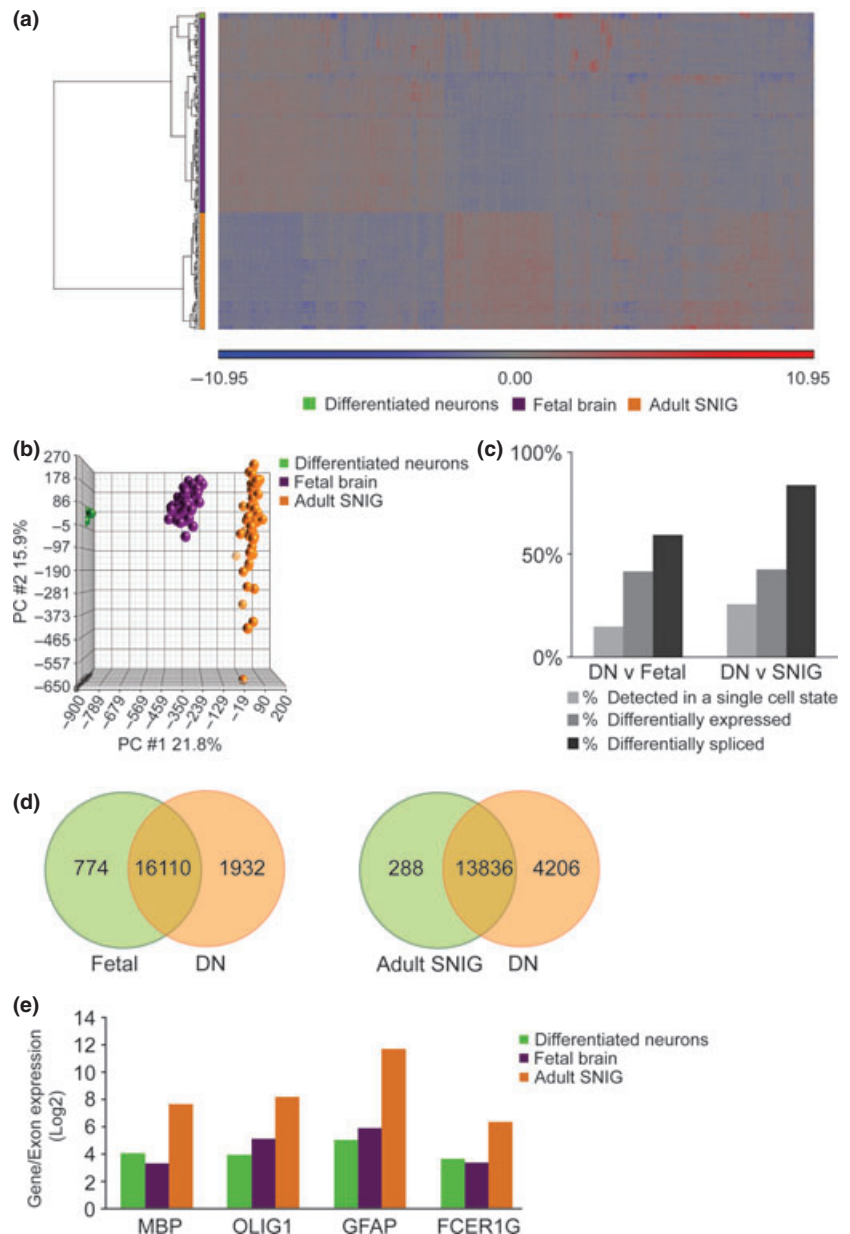 (a)
−10.95 0.00 10.95
Differentiated neurons Fetal brain Adult SNIG
(b)
270
178
86
−5
−97
−190
−281
−373
−465
−557
−650
PC #2 15.9%
−900 −789 −679 −569 −459 −350 −239 −129 −19 90 200
PC #1 21.8%
Differentiated neurons
Fetal brain
Adult SNIG
(c)
100%
50%
0%
DN v Fetal DN v SNIG
% Detected in a single cell state
% Differentially expressed
% Differentially spliced
(d)
774 16110 1932
Fetal DN
288 13836 4206
Adult SNIG DN
(e)
Gene/Exon expression
(Log2)
14
12
10
8
6
4
2
0
MBP OLIG1 GFAP FCER1G
Differentiated neurons
Fetal brain
Adult SNIG